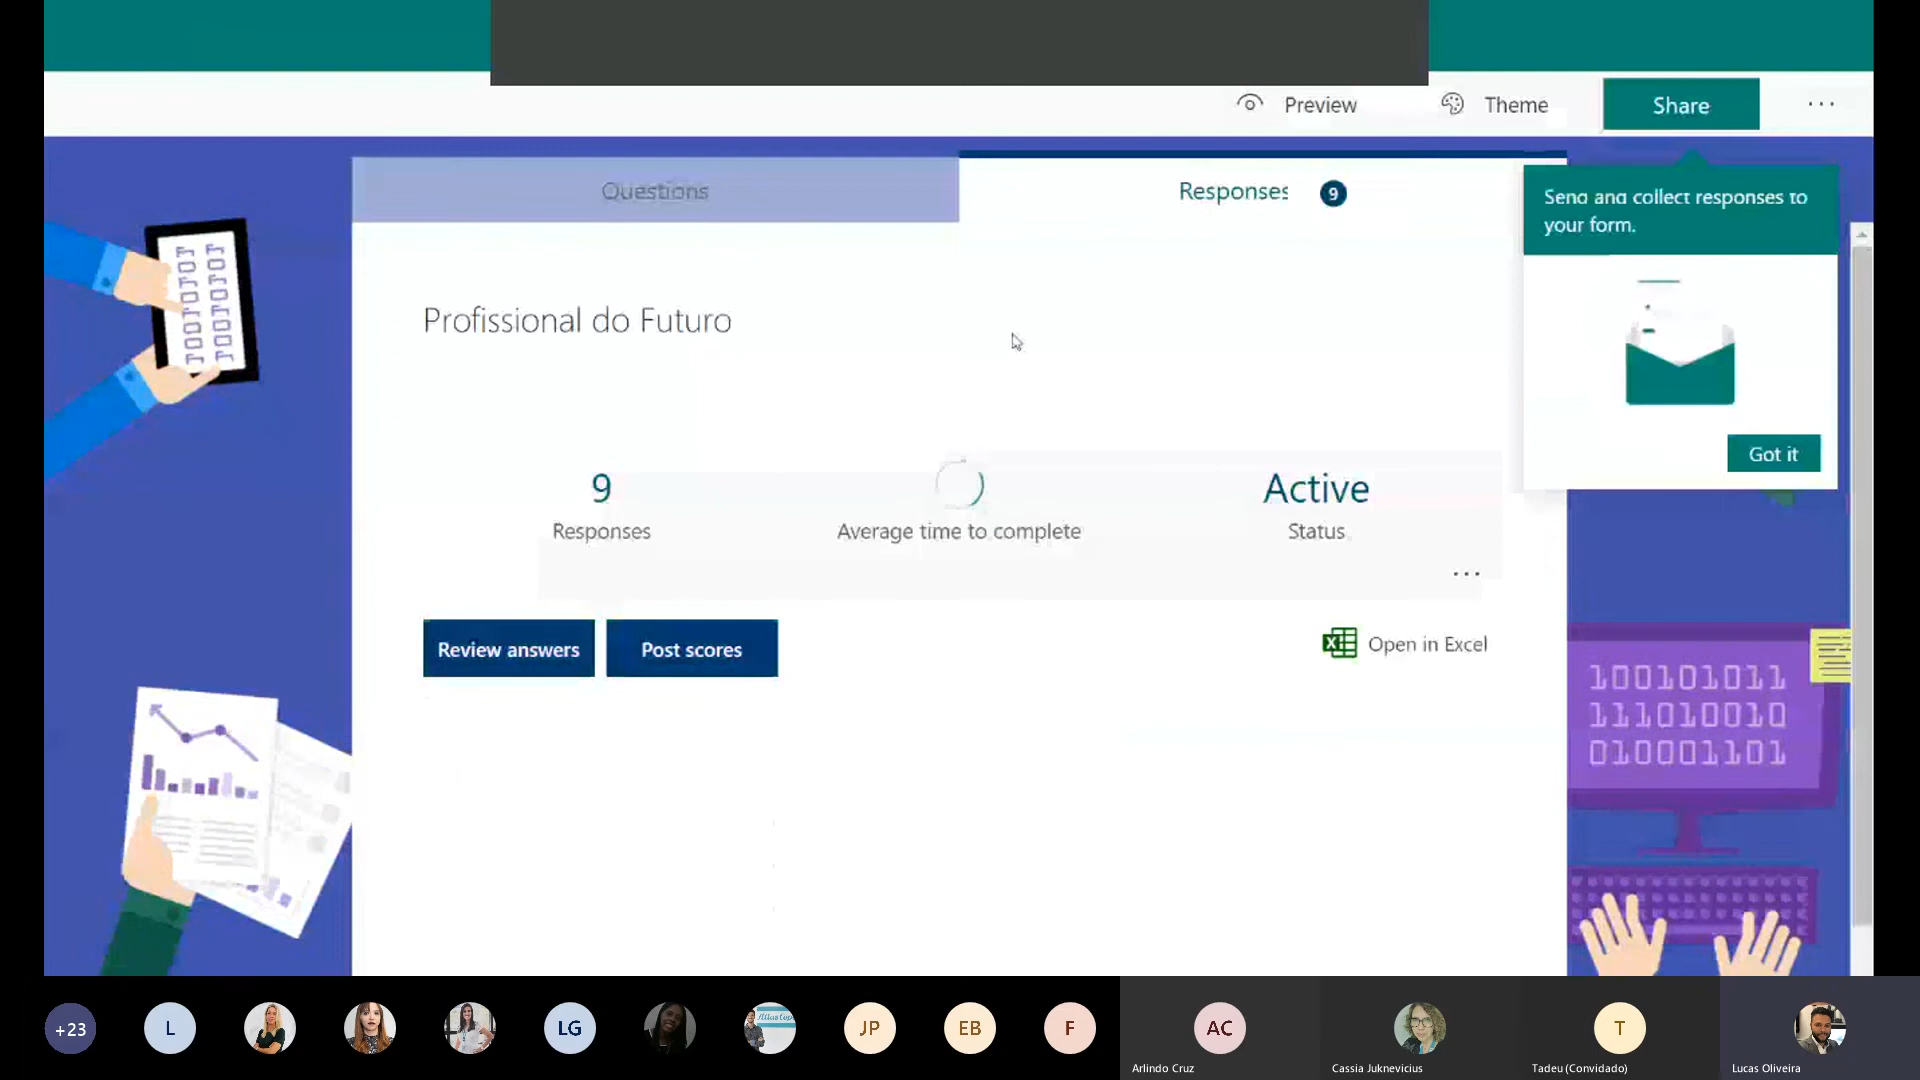 Preview
Theme
Share
Questions
Responses
9
Send and collect responses to
your form.
Got it
Profissional do Futuro
9
Responses
Average time to complete
Active
Status
Review answers
Post scores
Open in Excel
100101011
111010010
010001101
+23
L
LG
JP
EB
F
AC
T
Arlindo Cruz
Cassia Juknevicius
Tadeu (Convidado)
Lucas Oliveira